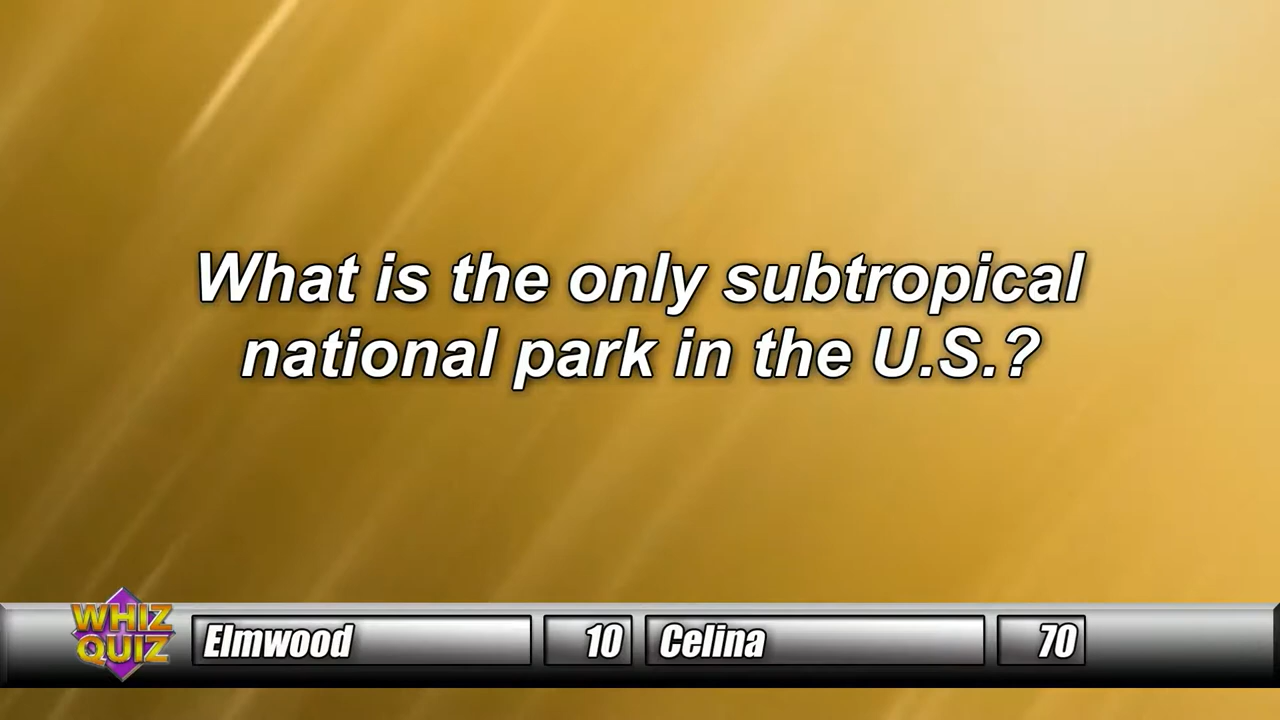 What is the only subtropical
national park in the U.S.?
WHIZ
QUIZ
Elmwood 10 Celina 70